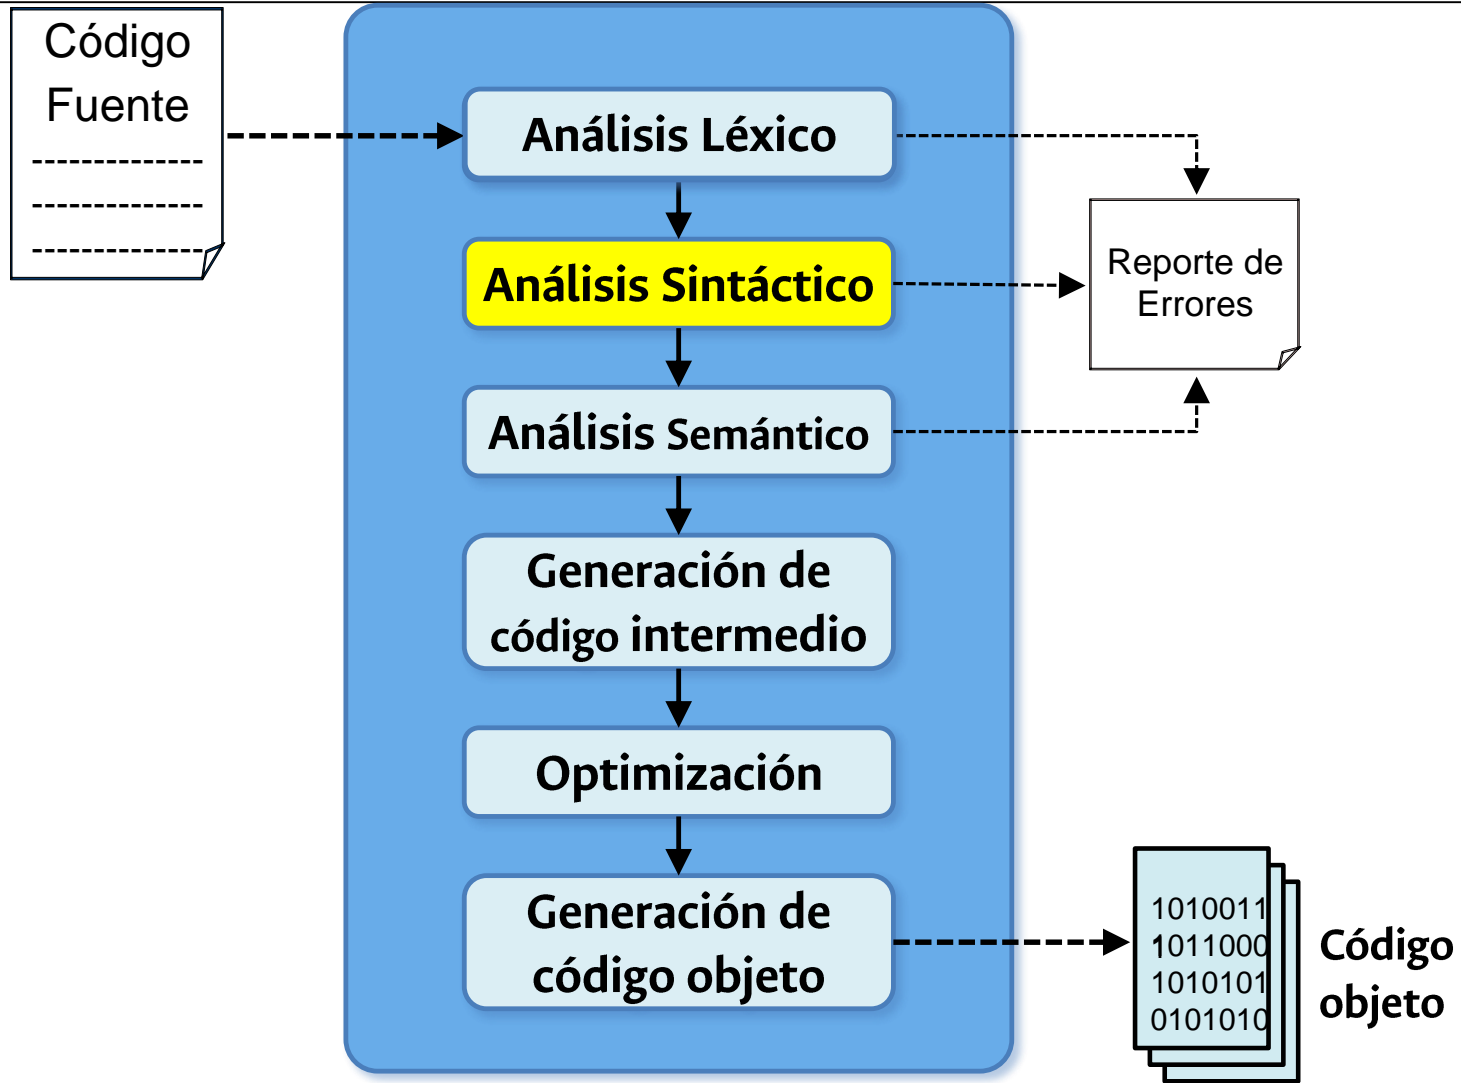 Código
Fuente
Análisis Léxico
Análisis Sintáctico
Reporte de
Errores
Análisis Semántico
Generación de
código intermedio
Optimización
Generación de
código objeto
1010011
1011000
1010101
0101010
Código
objeto